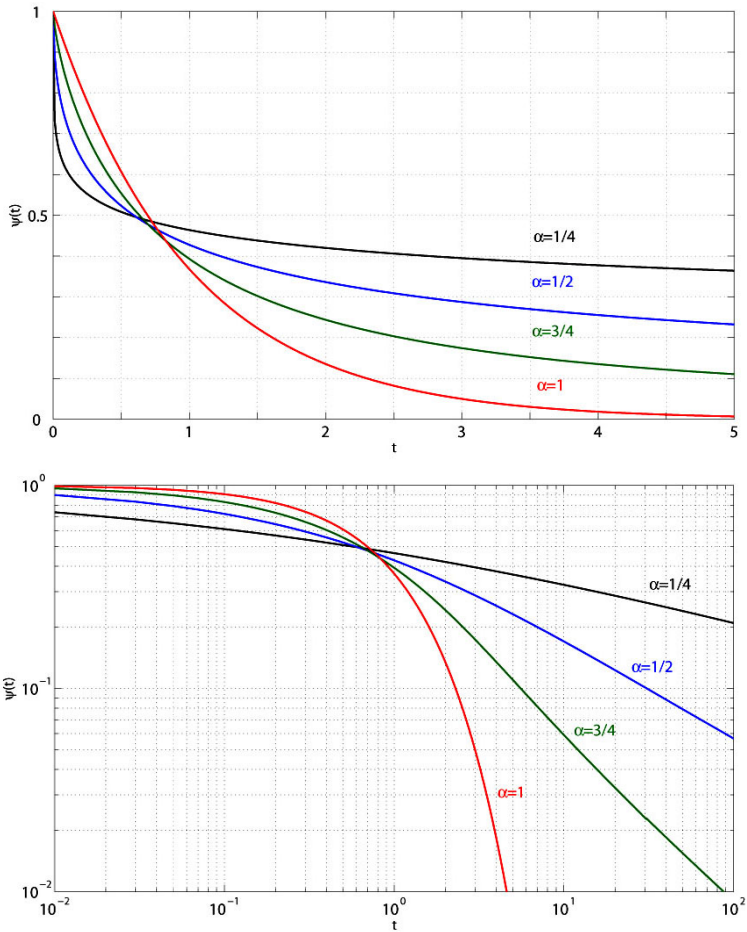 1
0.5
0
ψ(t)
α=1/4
α=1/2
α=3/4
α=1
0 1 2 3 4 5
t
10⁰
10⁻¹
10⁻²
ψ(t)
α=1/4
α=1/2
α=3/4
α=1
10⁻² 10⁻¹ 10⁰ 10¹ 10²
t